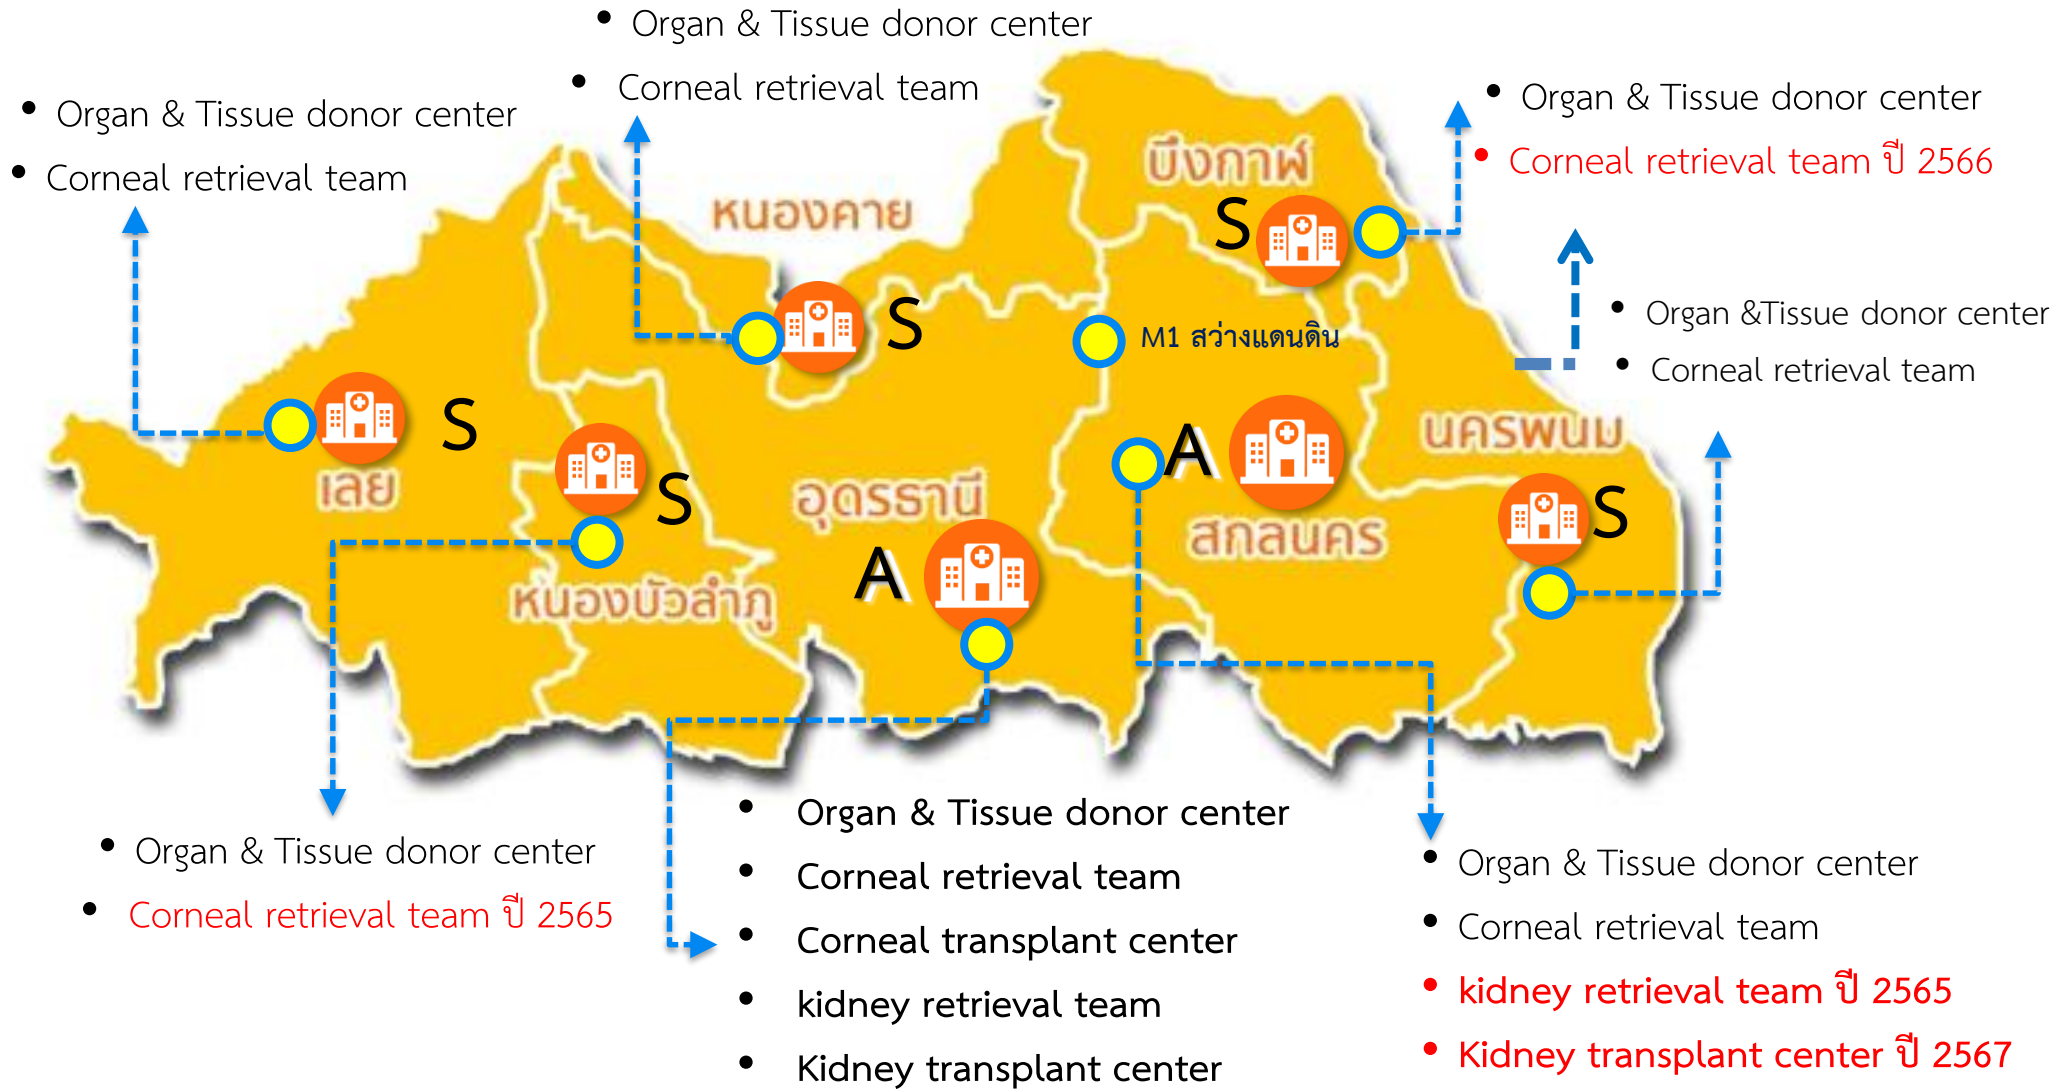 • Organ & Tissue donor center
• Corneal retrieval team
• Organ & Tissue donor center
• Corneal retrieval team
• Organ & Tissue donor center
• Corneal retrieval team ปี 2566
บึงกาฬ
S
หนองคาย
S
M1 สว่างแดนดิน
• Organ &Tissue donor center
• Corneal retrieval team
S
เลย
S
หนองบัวลำภู
อุดรธานี
A
A
สกลนคร
นครพนม
S
• Organ & Tissue donor center
• Corneal retrieval team ปี 2565
• Organ & Tissue donor center
• Corneal retrieval team
• Corneal transplant center
• kidney retrieval team
• Kidney transplant center
• Organ & Tissue donor center
• Corneal retrieval team
• kidney retrieval team ปี 2565
• Kidney transplant center ปี 2567